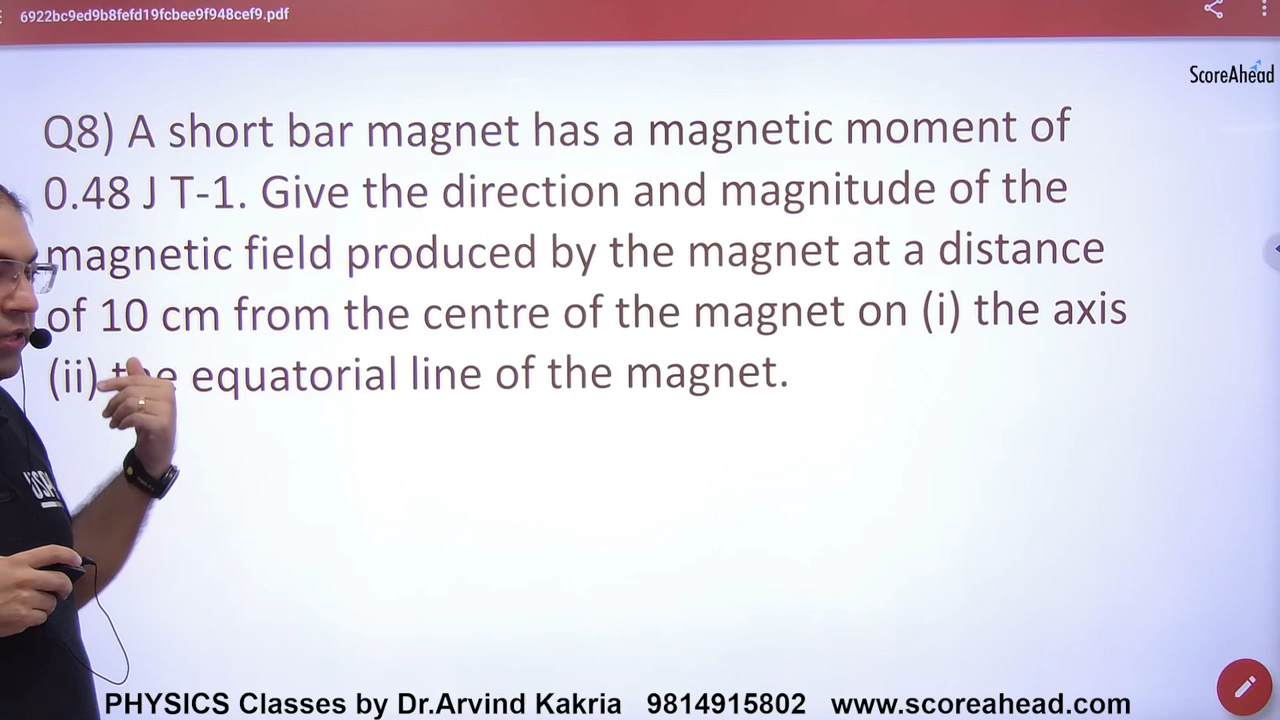 6922bc9ed9b8fefd19fcbee9f948cef9.pdf
ScoreAhead
Q8) A short bar magnet has a magnetic moment of
0.48 J T-1. Give the direction and magnitude of the
magnetic field produced by the magnet at a distance
of 10 cm from the centre of the magnet on (i) the axis
(ii) the equatorial line of the magnet.
PHYSICS Classes by Dr.Arvind Kakria 9814915802 www.scoreahead.com